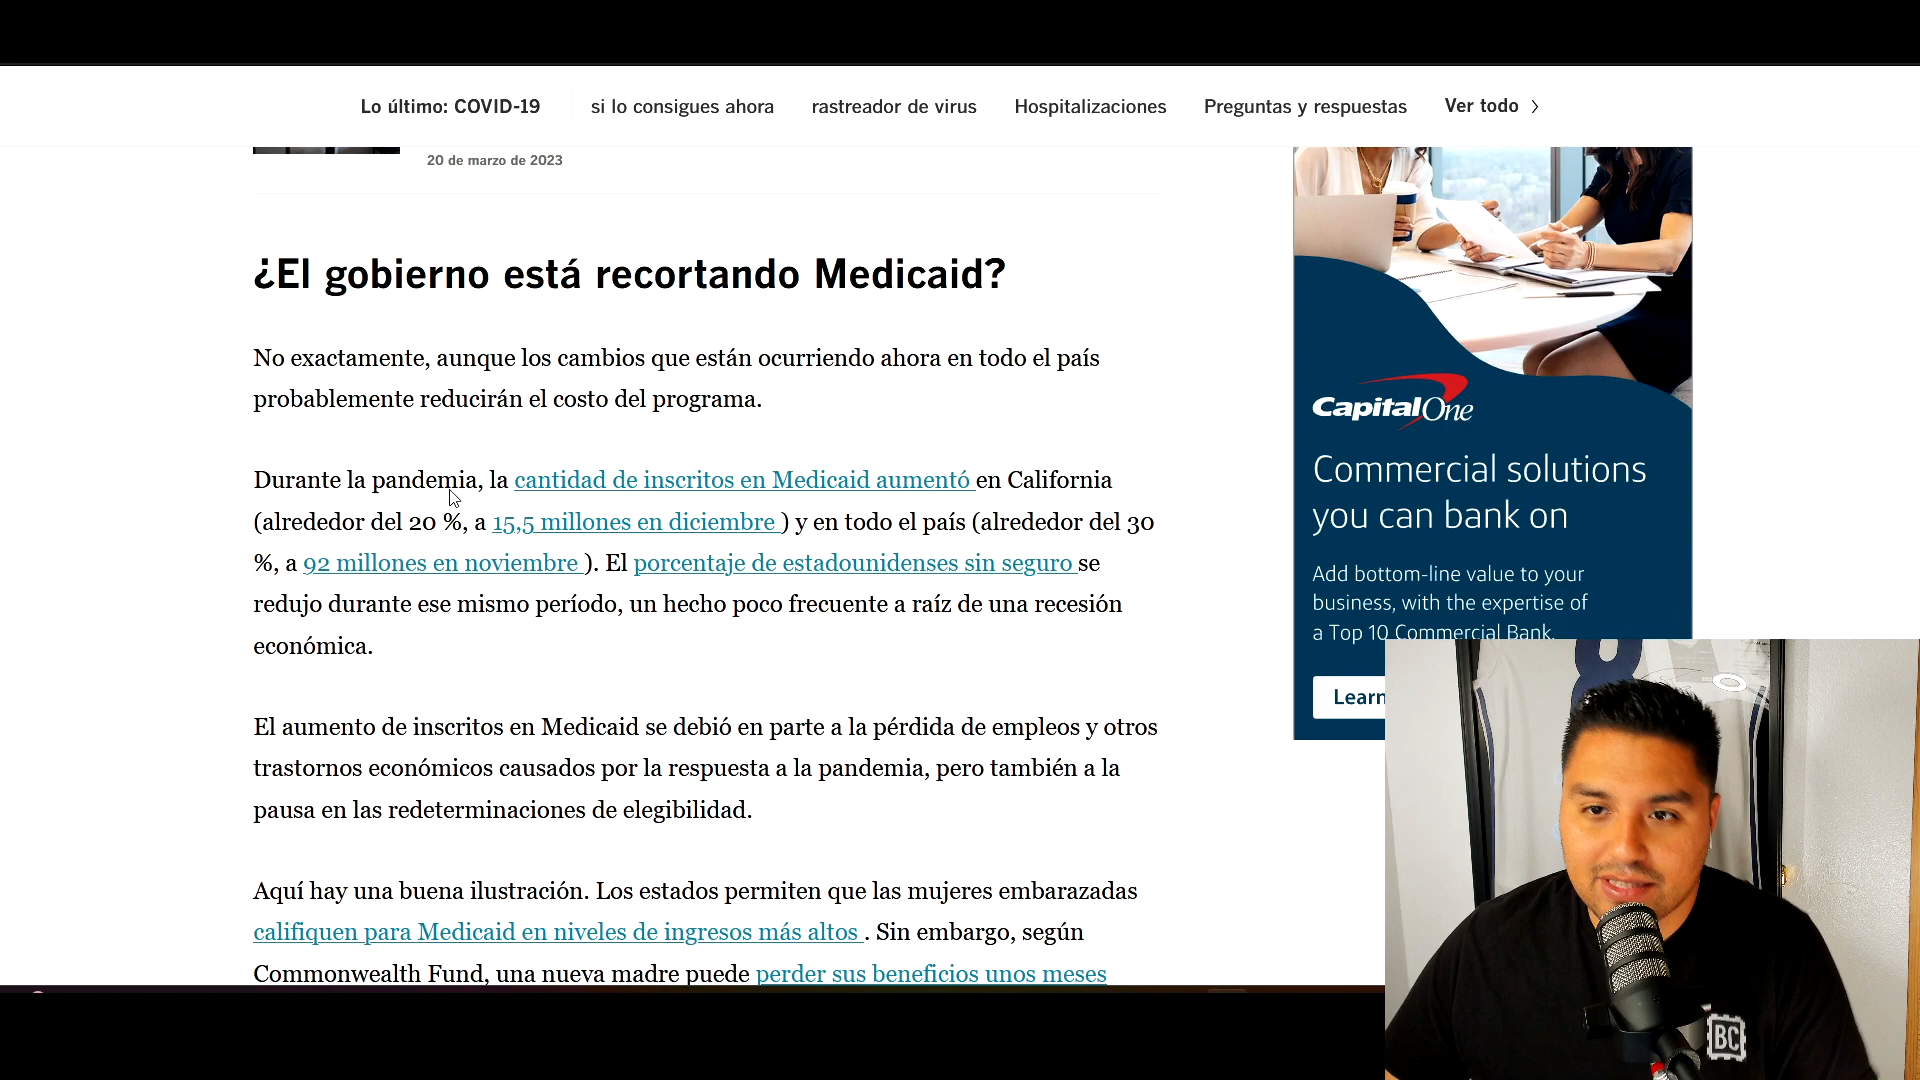 Lo último: COVID-19
si lo consigues ahora
rastreador de virus
Hospitalizaciones
Preguntas y respuestas
Ver todo
20 de marzo de 2023
¿El gobierno está recortando Medicaid?
No exactamente, aunque los cambios que están ocurriendo ahora en todo el país
probablemente reducirán el costo del programa.
Durante la pandemia, la cantidad de inscritos en Medicaid aumentó en California
(alrededor del 20 %, a 15,5 millones en diciembre ) y en todo el país (alrededor del 30
%, a 92 millones en noviembre ). El porcentaje de estadounidenses sin seguro se
redujo durante ese mismo período, un hecho poco frecuente a raíz de una recesión
económica.
El aumento de inscritos en Medicaid se debió en parte a la pérdida de empleos y otros
trastornos económicos causados por la respuesta a la pandemia, pero también a la
pausa en las redeterminaciones de elegibilidad.
Aquí hay una buena ilustración. Los estados permiten que las mujeres embarazadas
califiquen para Medicaid en niveles de ingresos más altos . Sin embargo, según
Commonwealth Fund, una nueva madre puede perder sus beneficios unos meses
Capital One
Commercial solutions
you can bank on
Add bottom-line value to your
business, with the expertise of
a Top 10 Commercial Bank.
Learn
BC